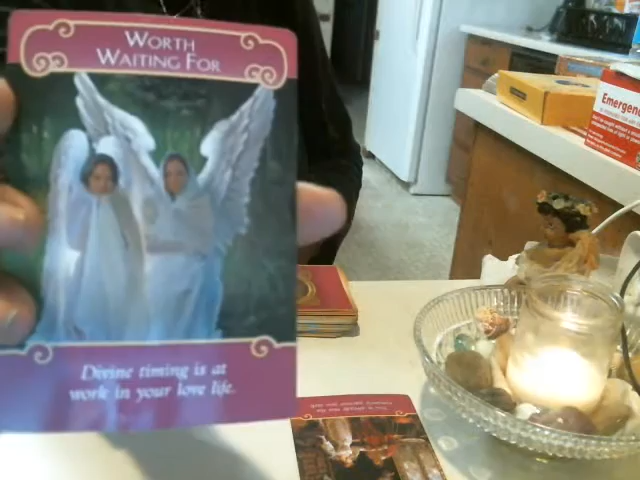 WORTH
WAITING FOR
Divine timing is at
work in your love life.
Emergenc